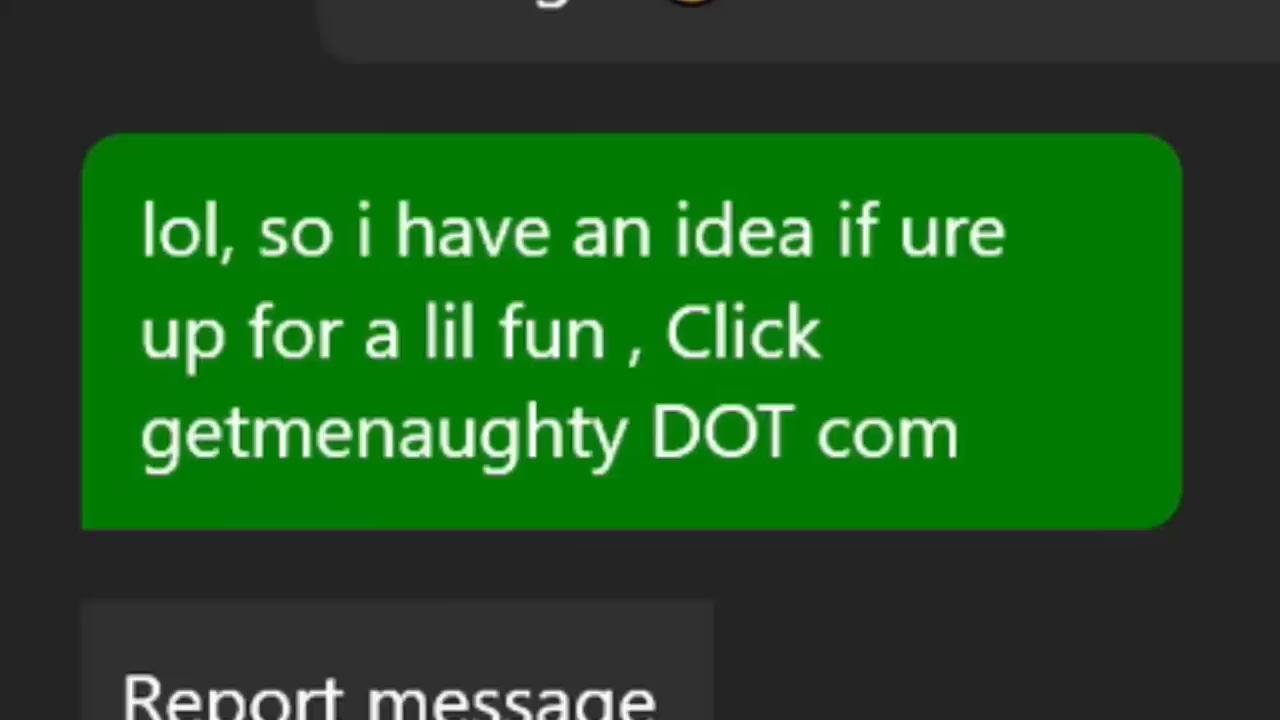 lol, so i have an idea if ure
up for a lil fun , Click
getmenaughty DOT com
Report message